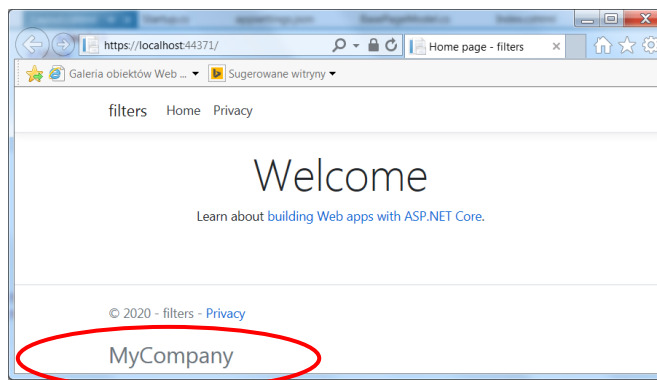 https://localhost:44371/
Home page - filters
Galeria obiektów Web ...
Sugerowane witryny
filters Home Privacy
Welcome
Learn about building Web apps with ASP.NET Core.
© 2020 - filters - Privacy
MyCompany